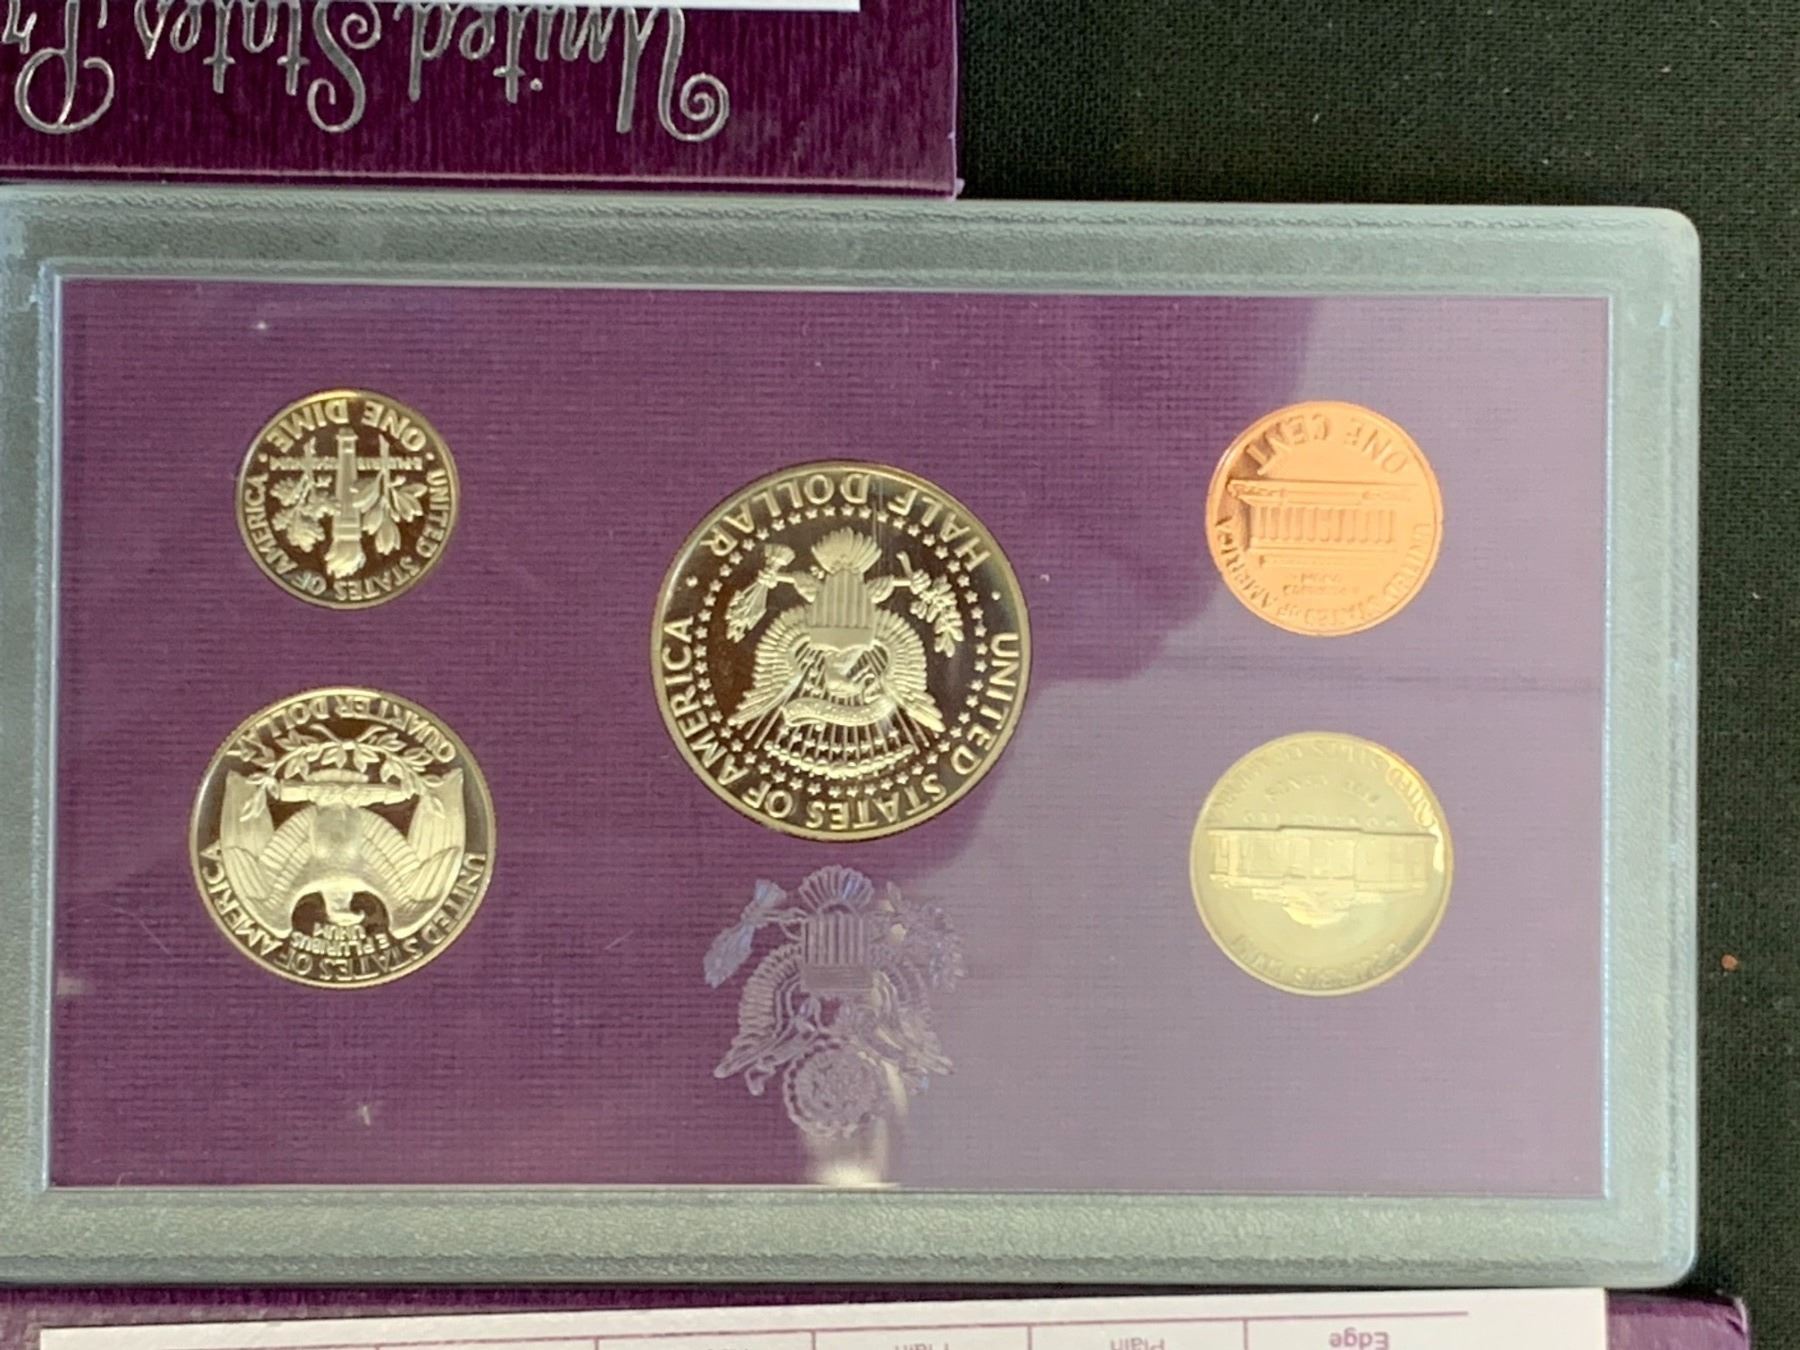 United States Pr
ONE DIME
UNITED STATES OF AMERICA
HALF DOLLAR
UNITED STATES OF AMERICA
ONE CENT
UNITED STATES OF AMERICA
QUARTER DOLLAR
UNITED STATES OF AMERICA
E PLURIBUS
UNUM
Edge
Plain
Plain